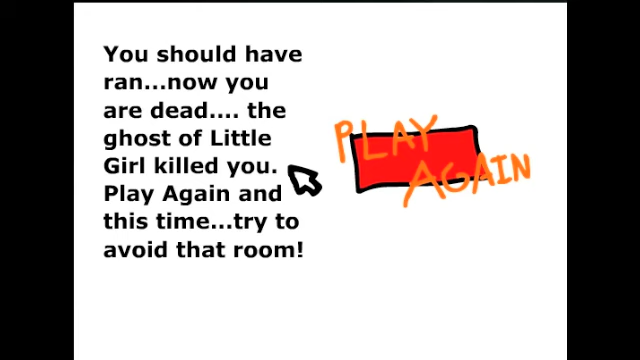 You should have
ran...now you
are dead.... the
ghost of Little
Girl killed you.
Play Again and
this time...try to
avoid that room!
PLAY
AGAIN